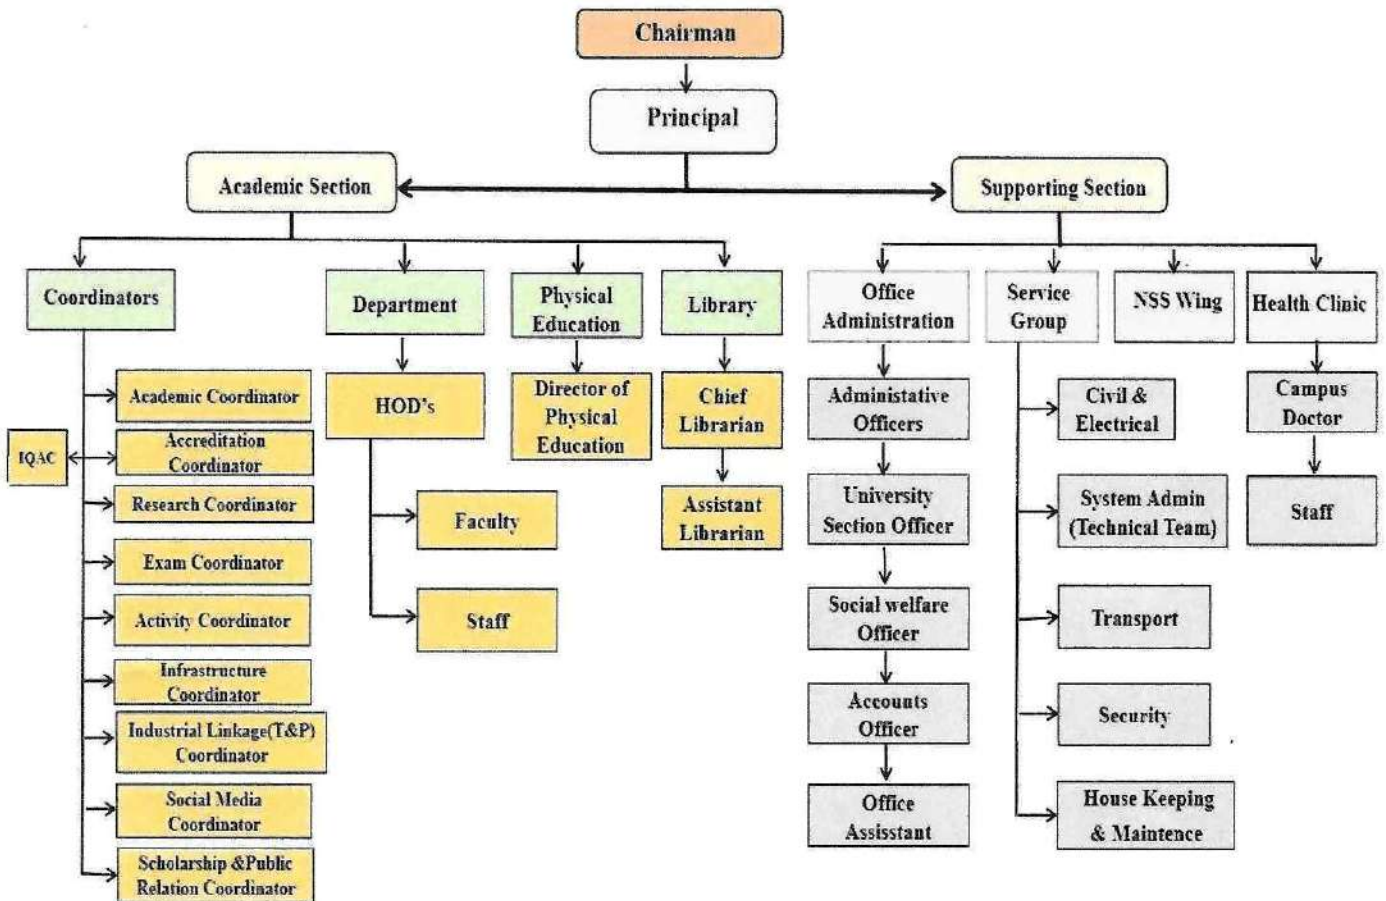 Chairman
Principal
Academic Section
Supporting Section
Coordinators
Department
Physical
Education
Library
Office
Administration
Service
Group
NSS Wing
Health Clinic
Academic Coordinator
IQAC
Accreditation
Coordinator
Research Coordinator
Exam Coordinator
Activity Coordinator
Infrastructure
Coordinator
Industrial Linkage(T&P)
Coordinator
Social Media
Coordinator
Scholarship &Public
Relation Coordinator
HOD's
Faculty
Staff
Director of
Physical
Education
Chief
Librarian
Assistant
Librarian
Administative
Officers
University
Section Officer
Social welfare
Officer
Accounts
Officer
Office
Assisstant
Civil &
Electrical
System Admin
(Technical Team)
Transport
Security
House Keeping
& Maintence
Campus
Doctor
Staff